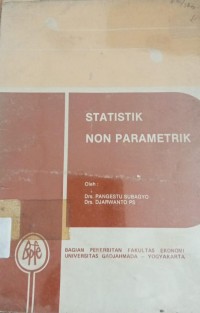 STATISTIK
NON PARAMETRIK
Oleh :
Drs. PANGESTU SUBAGYO
Drs. DJARWANTO PS
BAGIAN PENERBITAN FAKULTAS EKONOMI
UNIVERSITAS GADJAHMADA – YOGYAKARTA